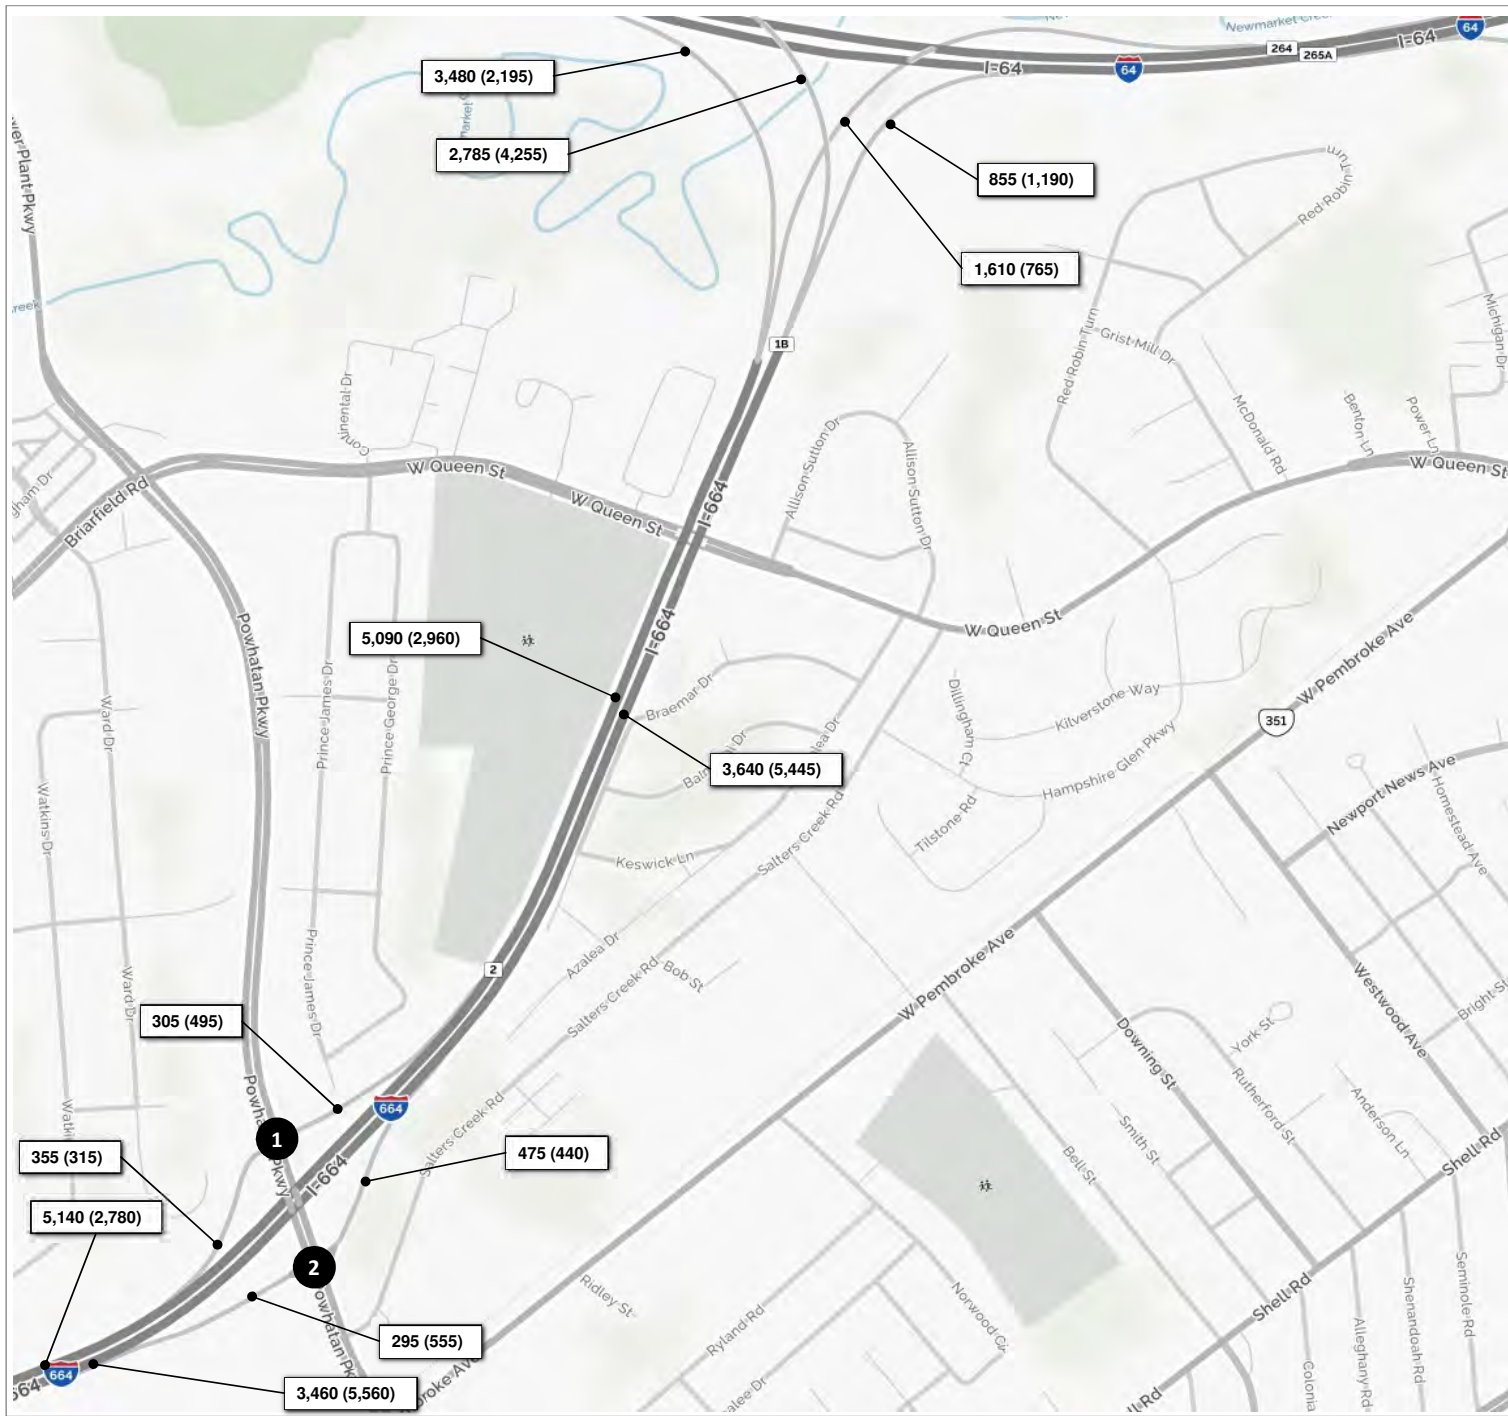 Newmarket Creek
I-64
64
264
265A
I-64
64
3,480 (2,195)
2,785 (4,255)
855 (1,190)
1,610 (765)
Red Robin Turn
Red Robin Turn
Grist Mill Dr
McDonald Rd
Benton Ln
Power Ln
Michigan Dr
W Queen St
1B
Continental Dr
W Queen St
W Queen St
I-664
Allison Sutton Dr
Allison Sutton Dr
Briarfield Rd
W Queen St
W Pembroke Ave
351
Powhatan Pkwy
Prince James Dr
Prince George Dr
5,090 (2,960)
I-664
Braemar Dr
3,640 (5,445)
Dillingham Ct
Kilverstone Way
Hampshire Glen Pkwy
Tilstone Rd
Newport News Ave
Homestead Ave
Ward Dr
Watkins Dr
Keswick Ln
Salters Creek Rd
2
Azalea Dr
Salters Creek Rd
Bob St
W Pembroke Ave
Westwood Ave
Bright St
Downing St
York St
Rutherford St
Anderson Ln
Ward Dr
Prince James Dr
305 (495)
664
1
355 (315)
475 (440)
Salters Creek Rd
I-664
Smith St
Bell St
Shell Rd
5,140 (2,780)
2
Ridley St
Norwood Cir
Shell Rd
Ryland Rd
Seminole Rd
Shenandoah Rd
Alleghany Rd
295 (555)
3,460 (5,560)
664